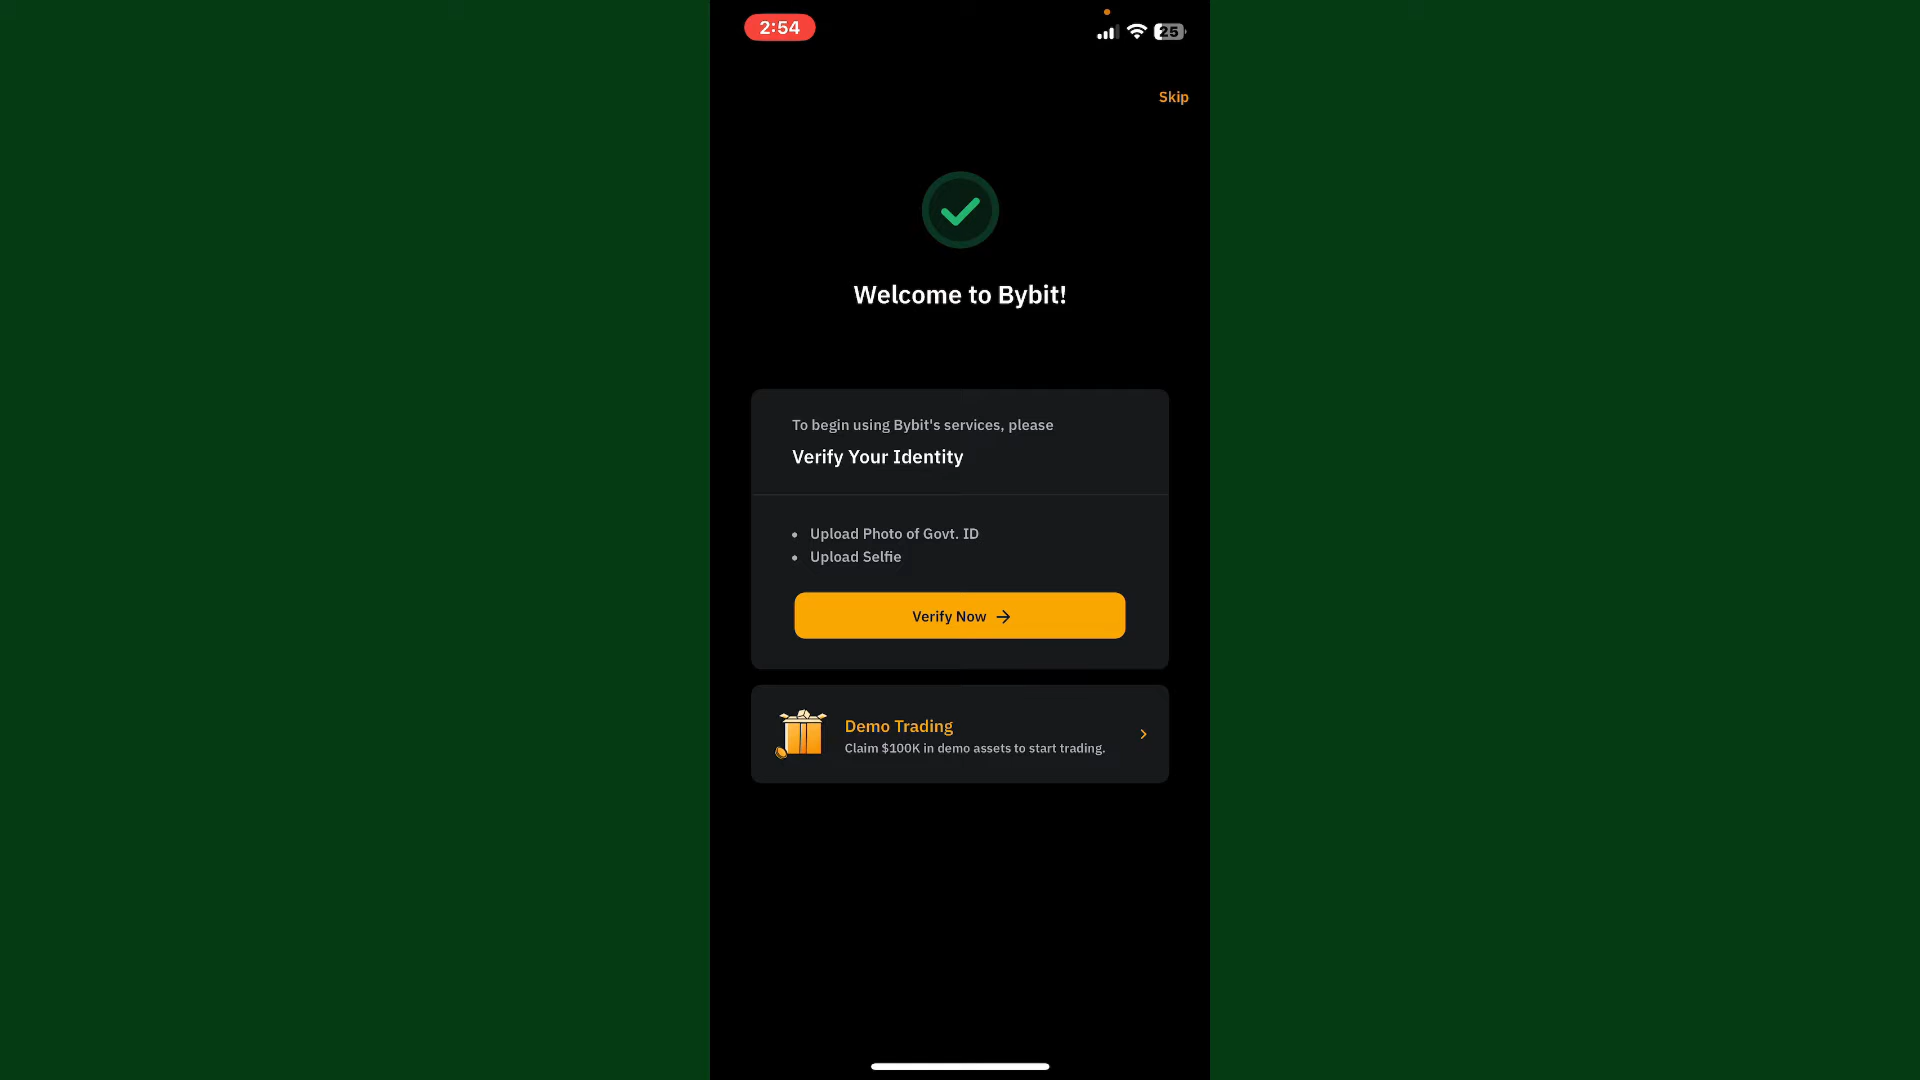 2:54
25
Skip
Welcome to Bybit!
To begin using Bybit's services, please
Verify Your Identity
• Upload Photo of Govt. ID
• Upload Selfie
Verify Now →
Demo Trading
Claim $100K in demo assets to start trading.